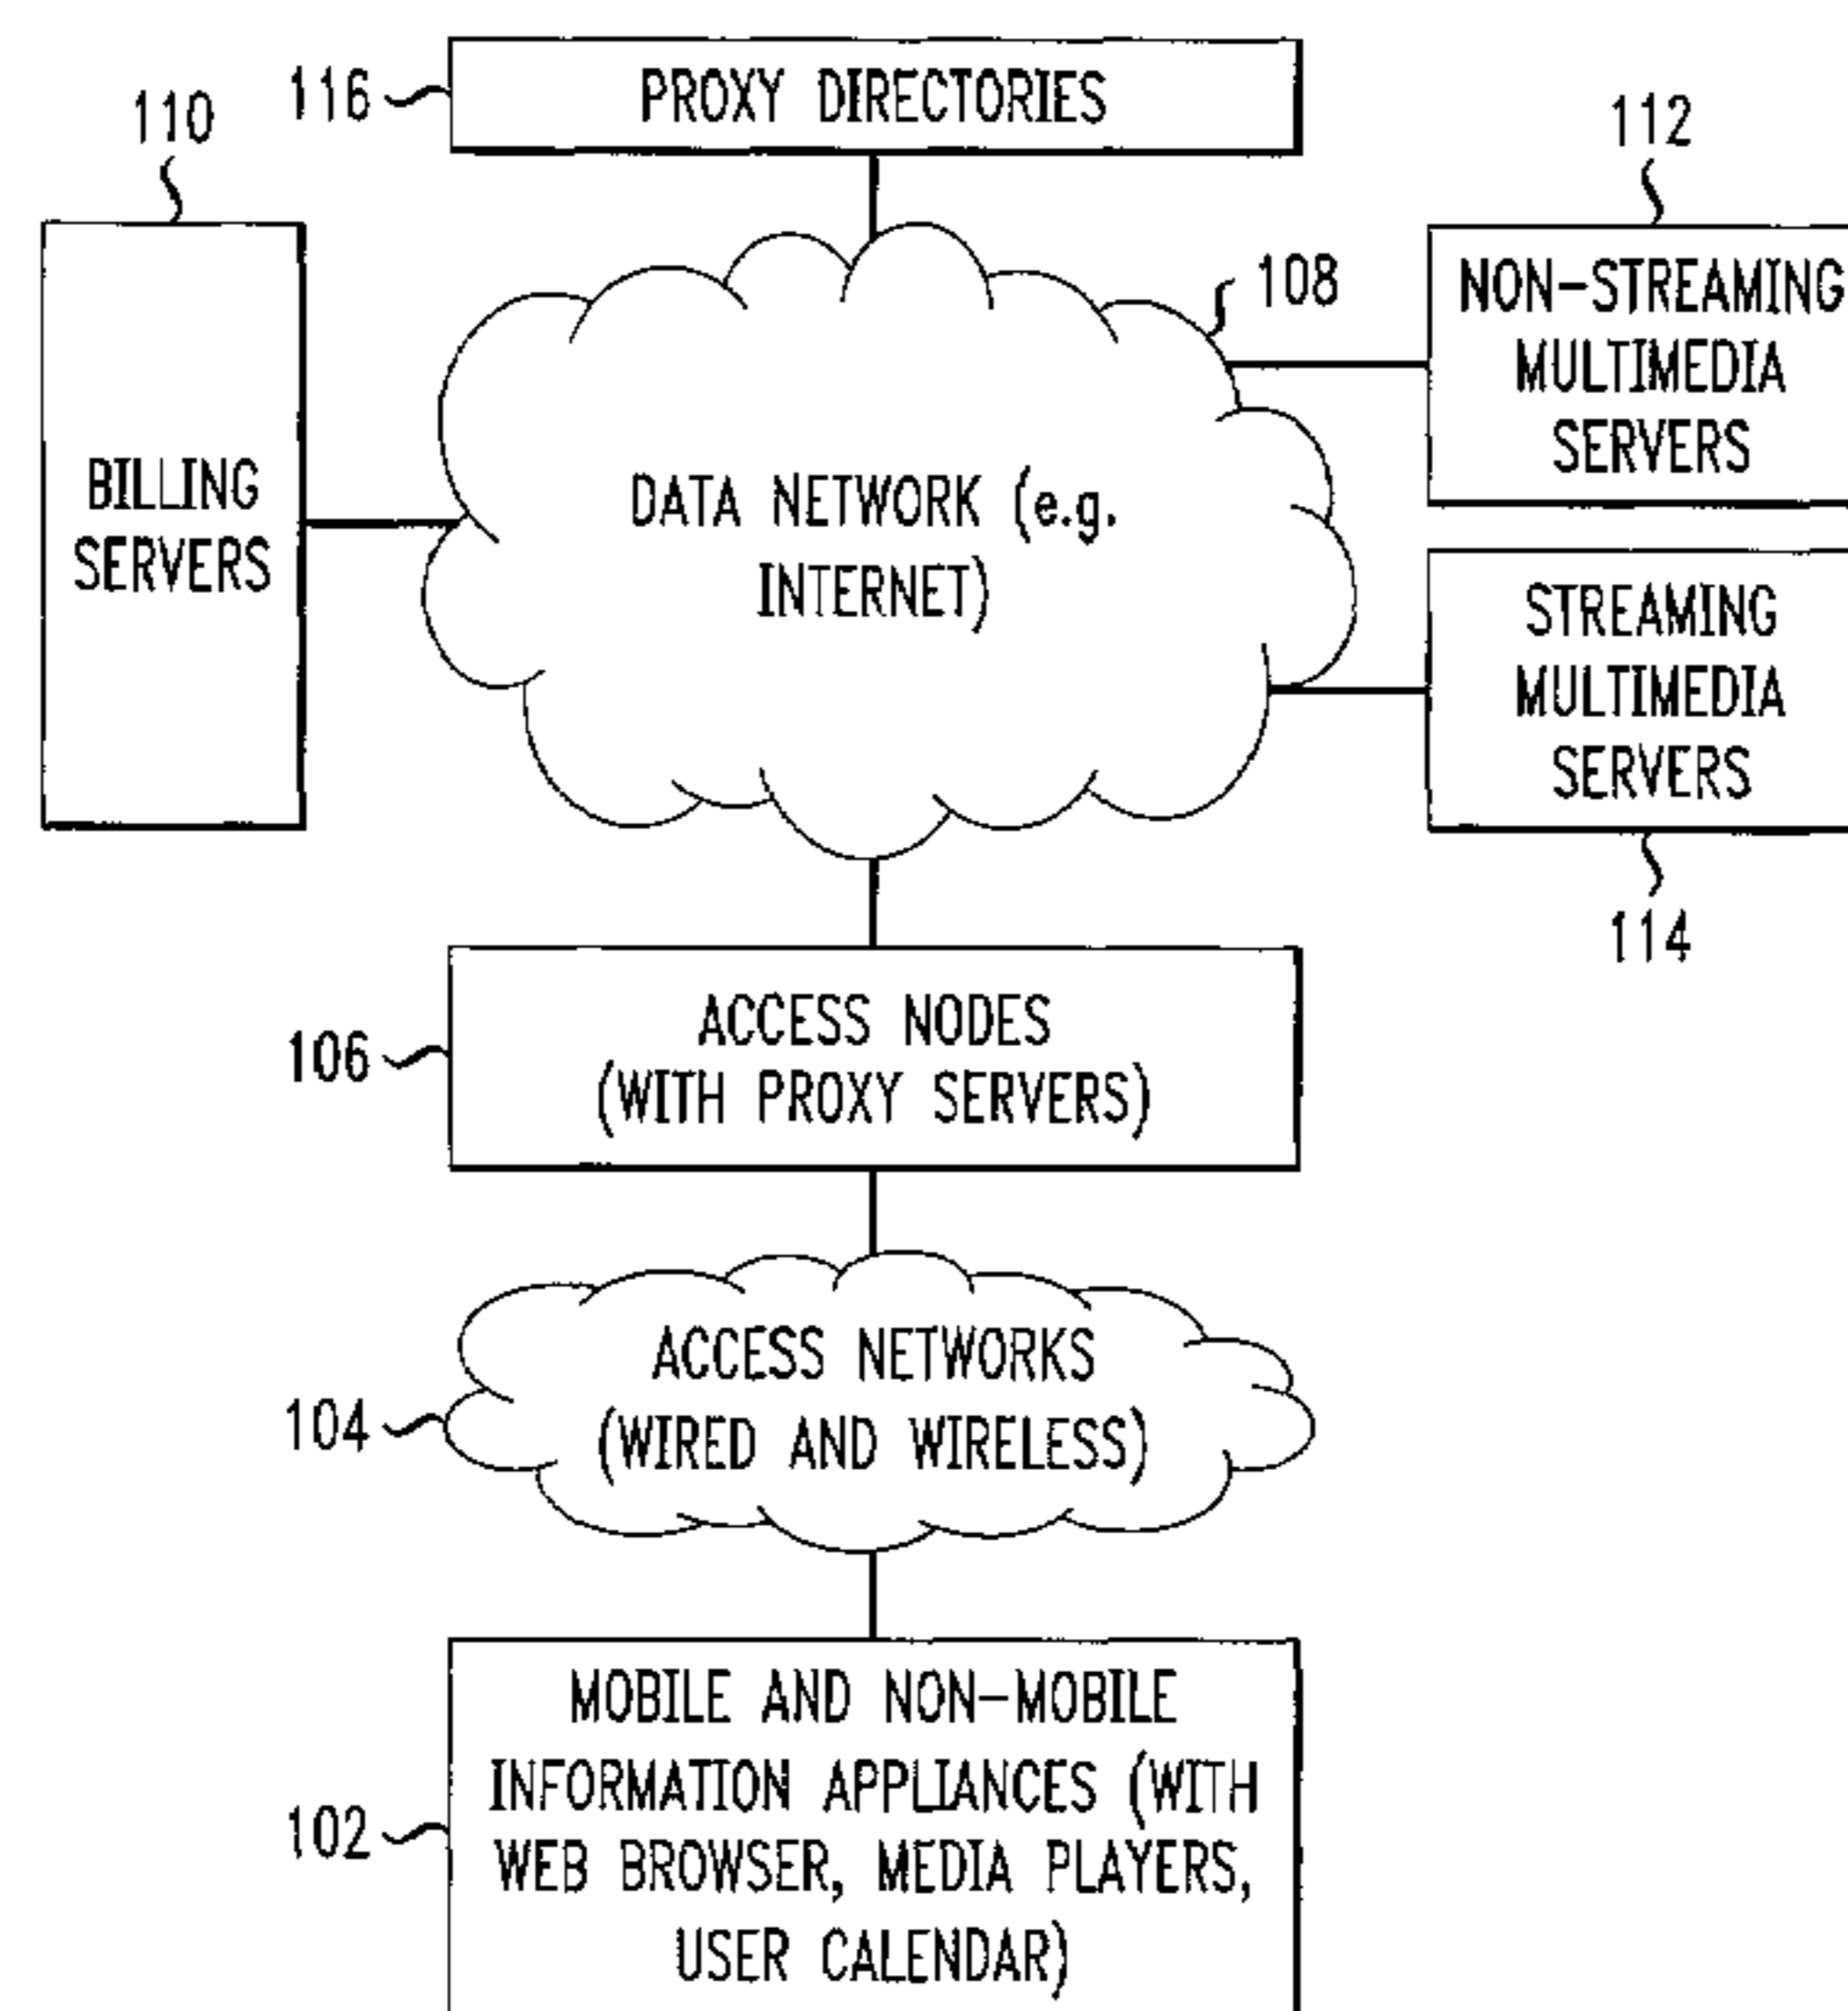 116
PROXY DIRECTORIES
110
112
108
NON-STREAMING
MULTIMEDIA
SERVERS
BILLING
SERVERS
DATA NETWORK (e.g.
INTERNET)
STREAMING
MULTIMEDIA
SERVERS
114
106
ACCESS NODES
(WITH PROXY SERVERS)
104
ACCESS NETWORKS
(WIRED AND WIRELESS)
102
MOBILE AND NON-MOBILE
INFORMATION APPLIANCES (WITH
WEB BROWSER, MEDIA PLAYERS,
USER CALENDAR)